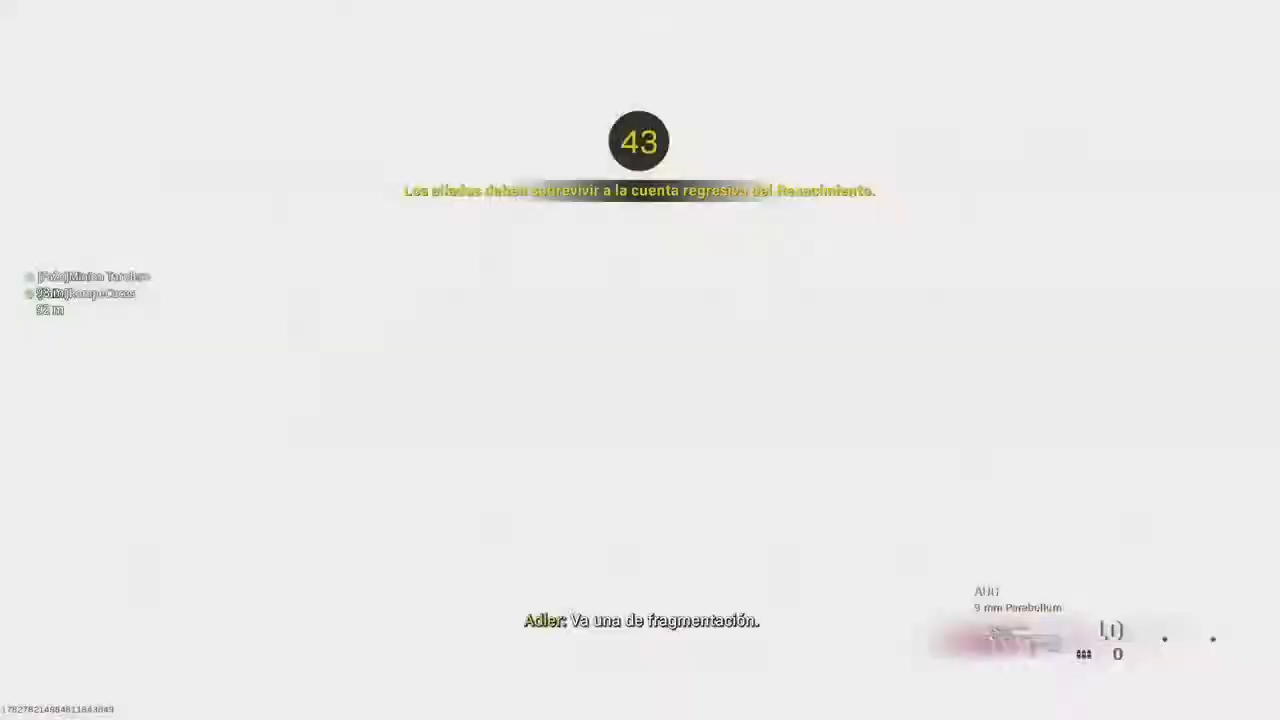 43
Los aliados deben sobrevivir a la cuenta regresiva del Renacimiento.
92 m
Adler: Va una de fragmentación.
AUG
9 mm Parabellum
0